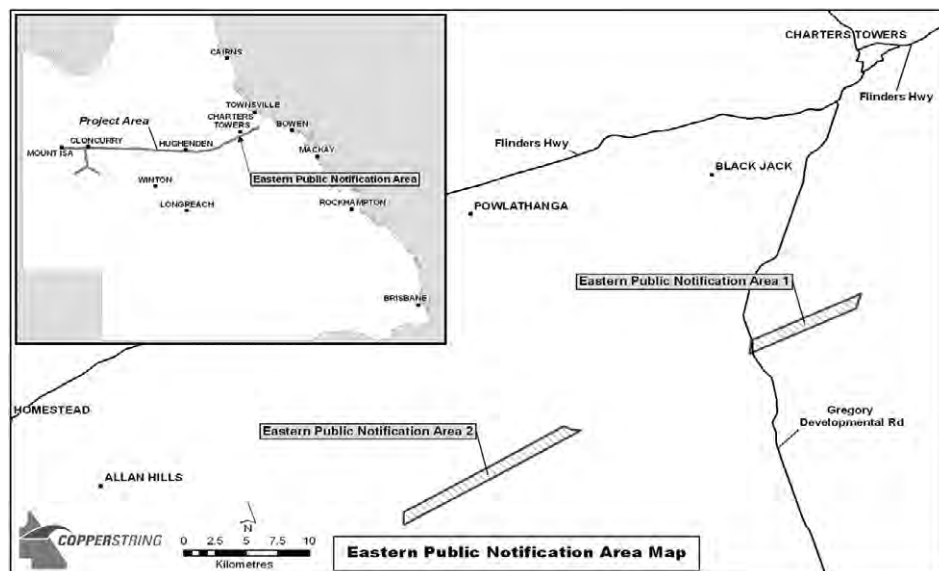 CAIRNS
TOWNSVILLE
CHARTERS
TOWERS
BOWEN
Project Area
CLONCURRY
HUGHENDEN
MACKAY
MOUNT ISA
Eastern Public Notification Area
WINTON
LONGREACH
ROCKHAMPTON
BRISBANE
CHARTERS TOWERS
Flinders Hwy
Flinders Hwy
BLACK JACK
POWLATHANGA
Eastern Public Notification Area 1
HOMESTEAD
Gregory
Developmental Rd
Eastern Public Notification Area 2
ALLAN HILLS
N
COPPERSTRING
0 2.5 5 7.5 10
Kilometres
Eastern Public Notification Area Map